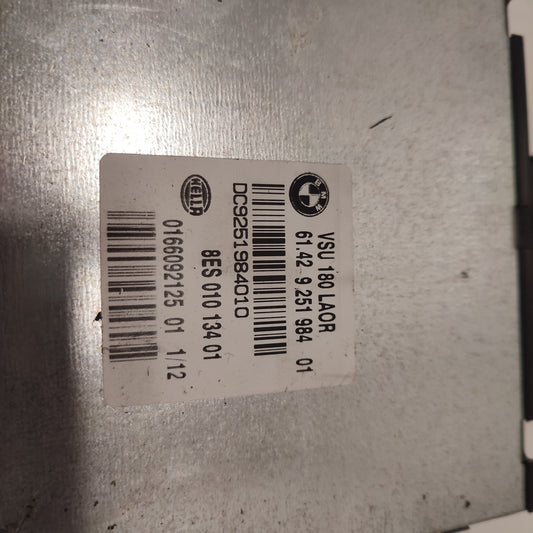 BMW
VSU 180 LAOR
61.42 9 251 984 01
DC9251984010
8ES 010 134 01
HELLA
0166092125 01 1/12